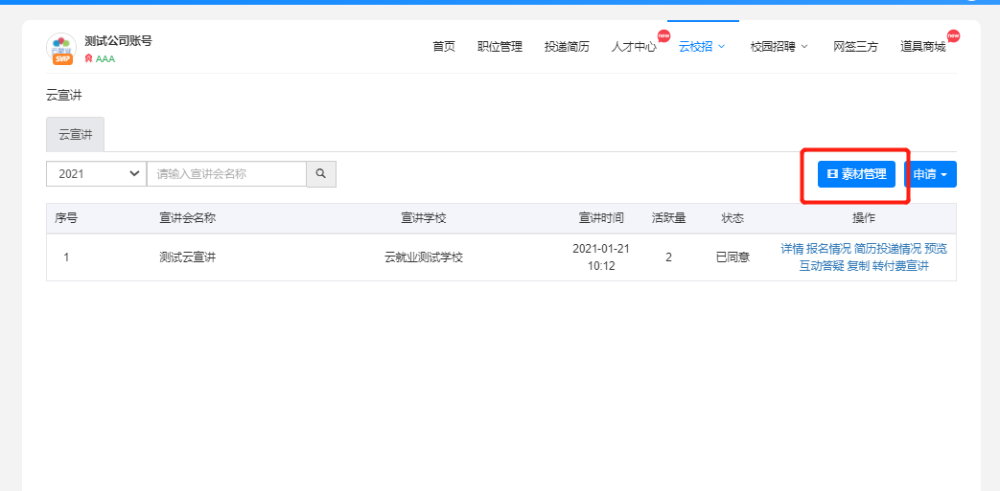 测试公司账号
AAA
云就业
SVIP
首页 职位管理 投递简历 人才中心 new 云校招 校园招聘 网签三方 道具商城 new
云宣讲
云宣讲
2021 请输入宣讲会名称 素材管理 申请
序号 宣讲会名称 宣讲学校 宣讲时间 活跃量 状态 操作
1 测试云宣讲 云就业测试学校 2021-01-21 2 已同意 详情 报名情况 简历投递情况 预览
10:12 互动答疑 复制 转付费宣讲